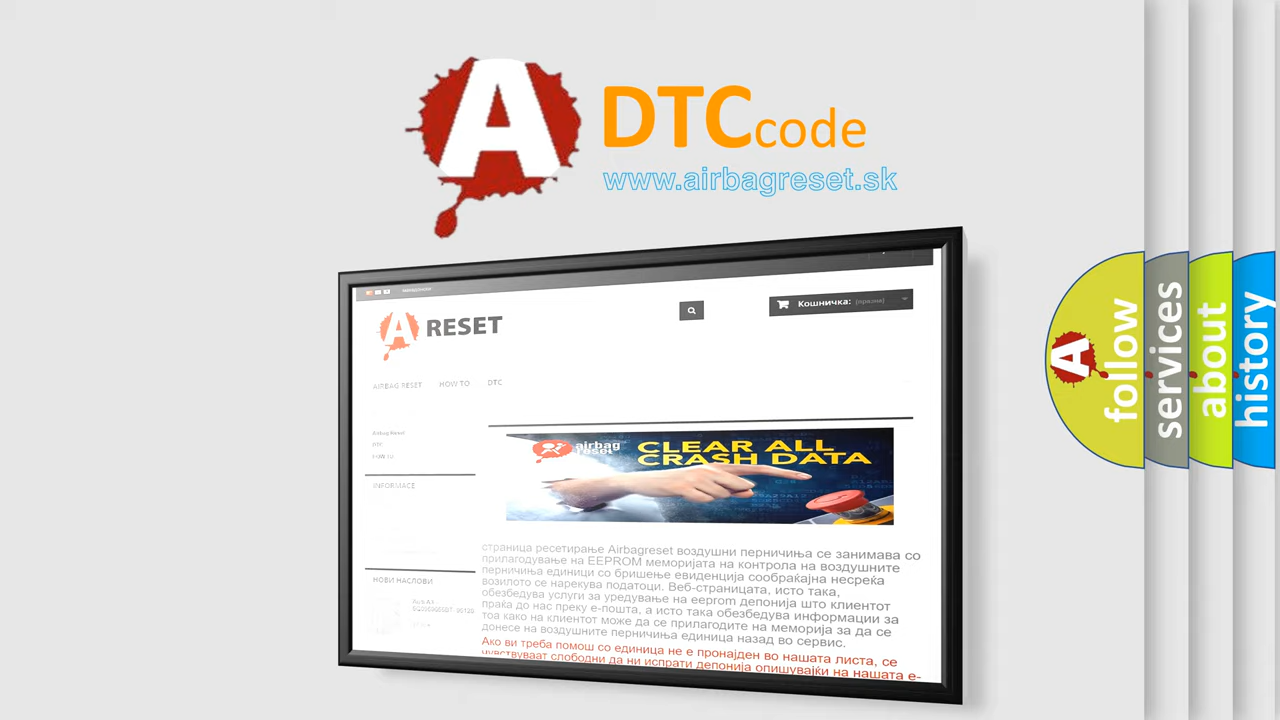 A DTC code
www.airbagreset.sk
A RESET
Кошничка: (празни)
AIRBAG RESET HOW TO DTC
Airbag Reset
DTC
HOW TO
INFORMACE
НОВИ НАСЛОВИ
airbag reset
CLEAR ALL
CRASH DATA
страница ресетирање Airbagreset воздушни перничиња се занимава со
прилагодување на EEPROM меморијата на контрола на воздушните
перничиња единици со бришење евиденција сообраќајна несреќа
возилото се нарекува податоци. Веб-страницата, исто така,
обезбедува услуги за уредување на eeprom депонија што клиентот
праќа до нас преку е-пошта, а исто така обезбедува информации за
тоа како на клиентот може да се прилагодите на меморија за да се
донесе на воздушните перничиња единица назад во сервис.
Ако ви треба помош со единица не е пронајден во нашата листа, се
чувствуваат слободни да ни испрати депонија опишувајќи на нашата е-
A follow
services
about
history